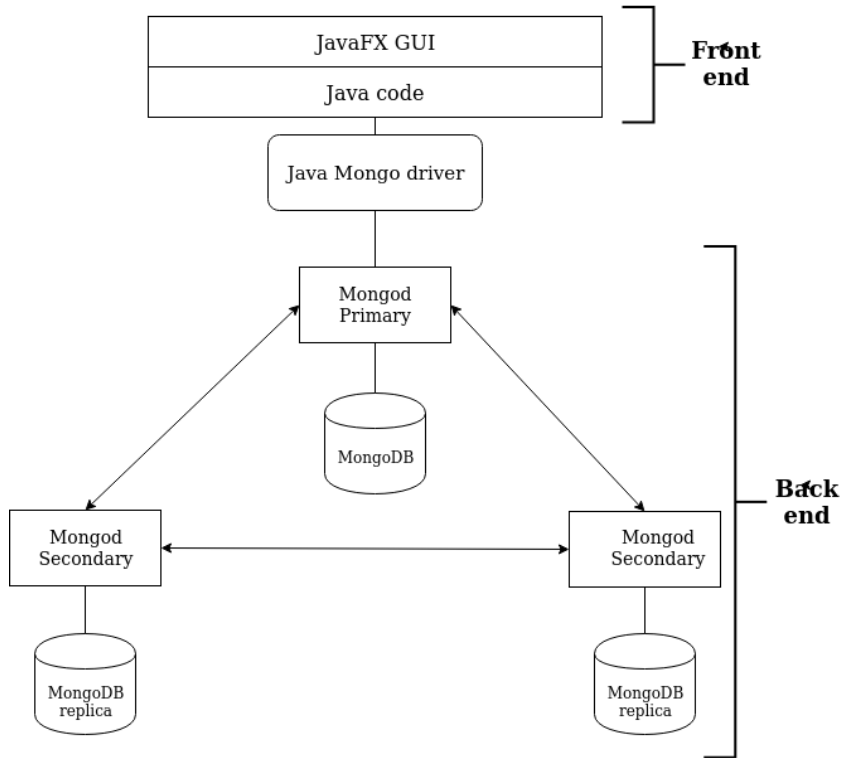 JavaFX GUI
Java code
Front
end
Java Mongo driver
Mongod
Primary
MongoDB
Back
end
Mongod
Secondary
Mongod
Secondary
MongoDB
replica
MongoDB
replica